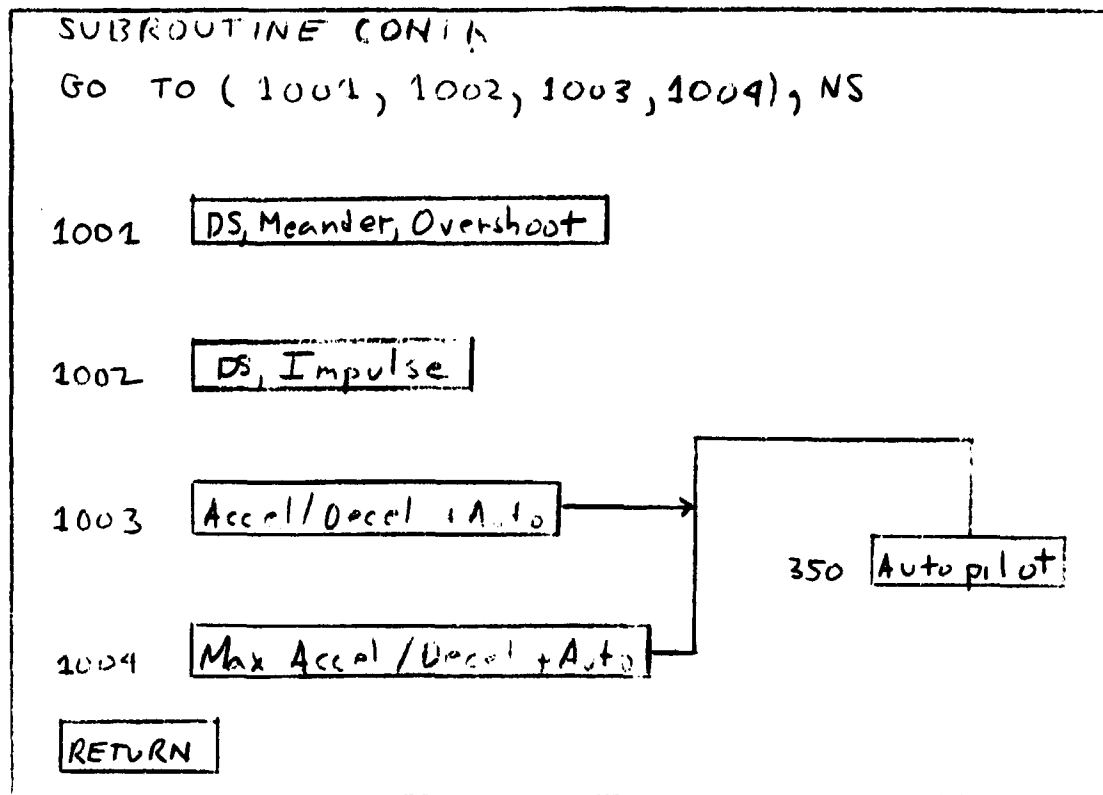 SUBROUTINE
GO TO (1001, 1002, 1003, 1004), NS
1001 DS, Meander, Overshoot
1002 DS, Impulse
1003 Accel/Decel + Auto
350 Autopilot
1004 Max Accel/Decel + Auto
RETURN